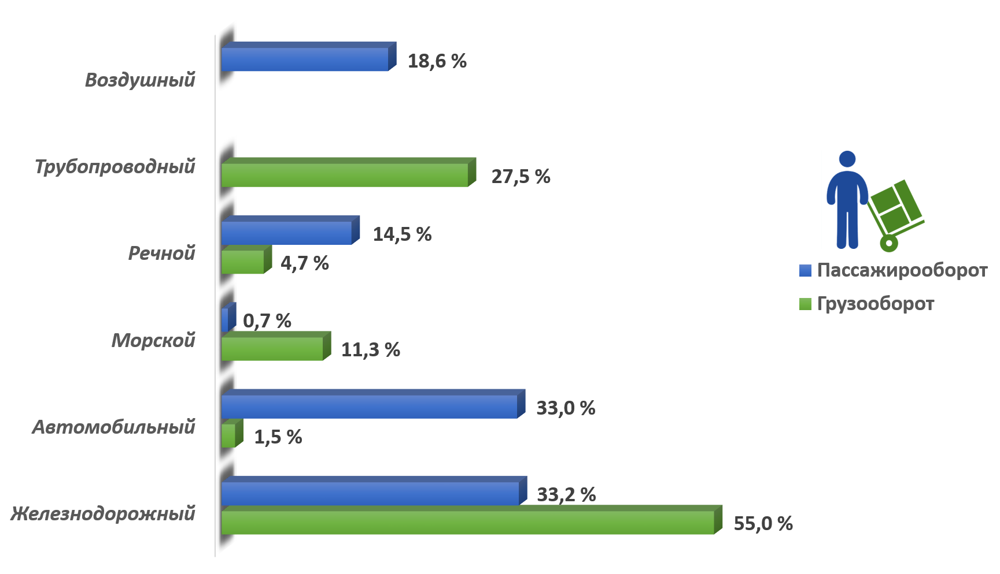 Воздушный
18,6 %
Трубопроводный
27,5 %
Речной
14,5 %
4,7 %
Морской
0,7 %
11,3 %
Автомобильный
33,0 %
1,5 %
Железнодорожный
33,2 %
55,0 %
Пассажирооборот
Грузооборот